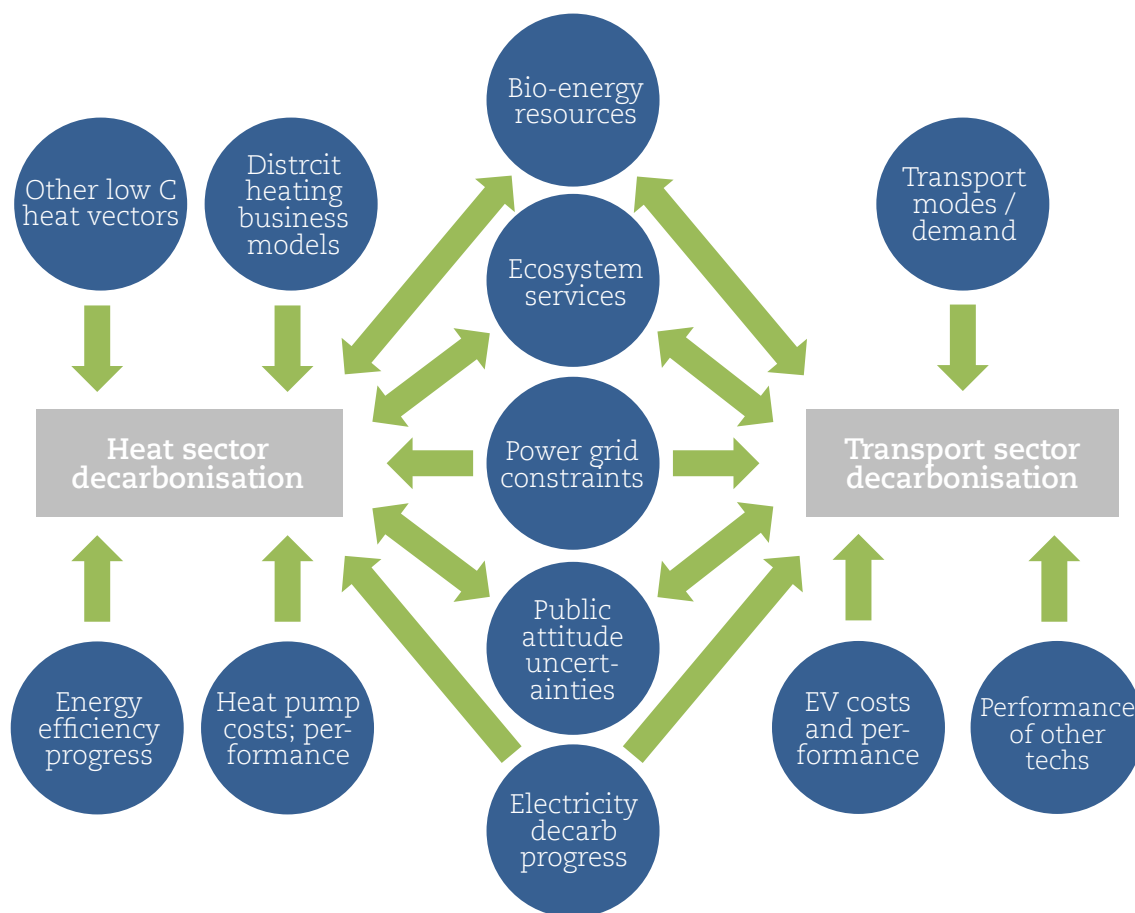 Bio-energy
resources
Other low C
heat vectors
Distrcit
heating
business
models
Transport
modes /
demand
Ecosystem
services
Heat sector
decarbonisation
Power grid
constraints
Transport sector
decarbonisation
Public
attitude
uncert-
ainties
Energy
efficiency
progress
Heat pump
costs; per-
formance
EV costs
and per-
formance
Performance
of other
techs
Electricity
decarb
progress